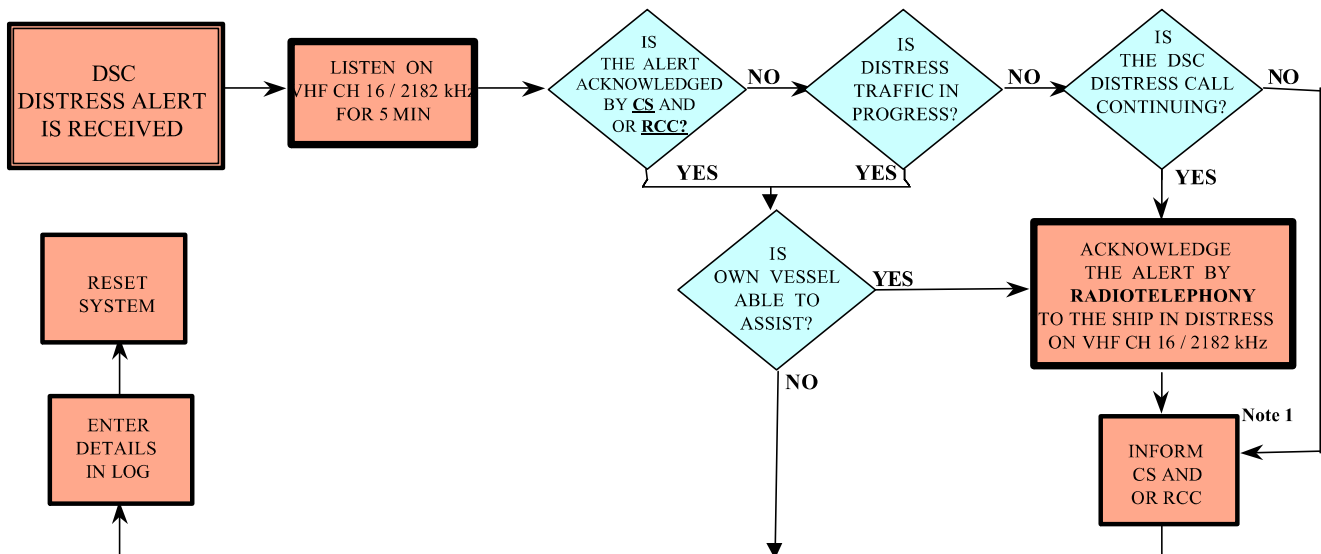 DSC
DISTRESS ALERT
IS RECEIVED
LISTEN ON
VHF CH 16 / 2182 kHz
FOR 5 MIN
IS
THE ALERT
ACKNOWLEDGED
BY CS AND
OR RCC?
NO
YES
IS
DISTRESS
TRAFFIC IN
PROGRESS?
NO
YES
IS
THE DSC
DISTRESS CALL
CONTINUING?
NO
YES
RESET
SYSTEM
IS
OWN VESSEL
ABLE TO
ASSIST?
YES
NO
ACKNOWLEDGE
THE ALERT BY
RADIOTELEPHONY
TO THE SHIP IN DISTRESS
ON VHF CH 16 / 2182 kHz
ENTER
DETAILS
IN LOG
Note 1
INFORM
CS AND
OR RCC